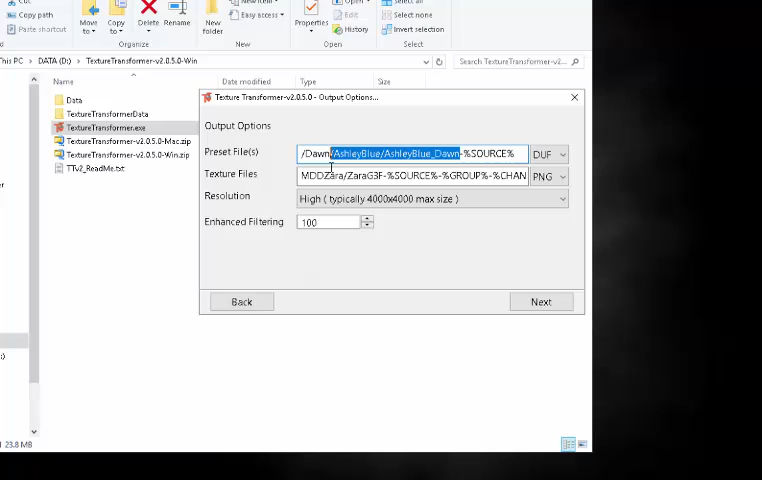 Cut
Copy path
Paste shortcut
Move to
Copy to
Delete
Rename
New folder
New item
Easy access
Properties
Open
Edit
History
Select all
Select none
Invert selection
Organize
New
Open
Select
This PC > DATA (D:) > TextureTransformer-v2.0.5.0-Win
Search TextureTransformer-v2...
Name Date modified Type Size
Data
TextureTransformerData
TextureTransformer.exe
TextureTransformer-v2.0.5.0-Mac.zip
TextureTransformer-v2.0.5.0-Win.zip
TTv2_ReadMe.txt
Texture Transformer-v2.0.5.0 - Output Options...
Output Options
Preset File(s) /Dawn/AshleyBlue/AshleyBlue_Dawn-%SOURCE% DUF
Texture Files MDDZara/ZaraG3F-%SOURCE%-%GROUP%-%CHAN PNG
Resolution High ( typically 4000x4000 max size )
Enhanced Filtering 100
Back Next
:)
23.8 MB